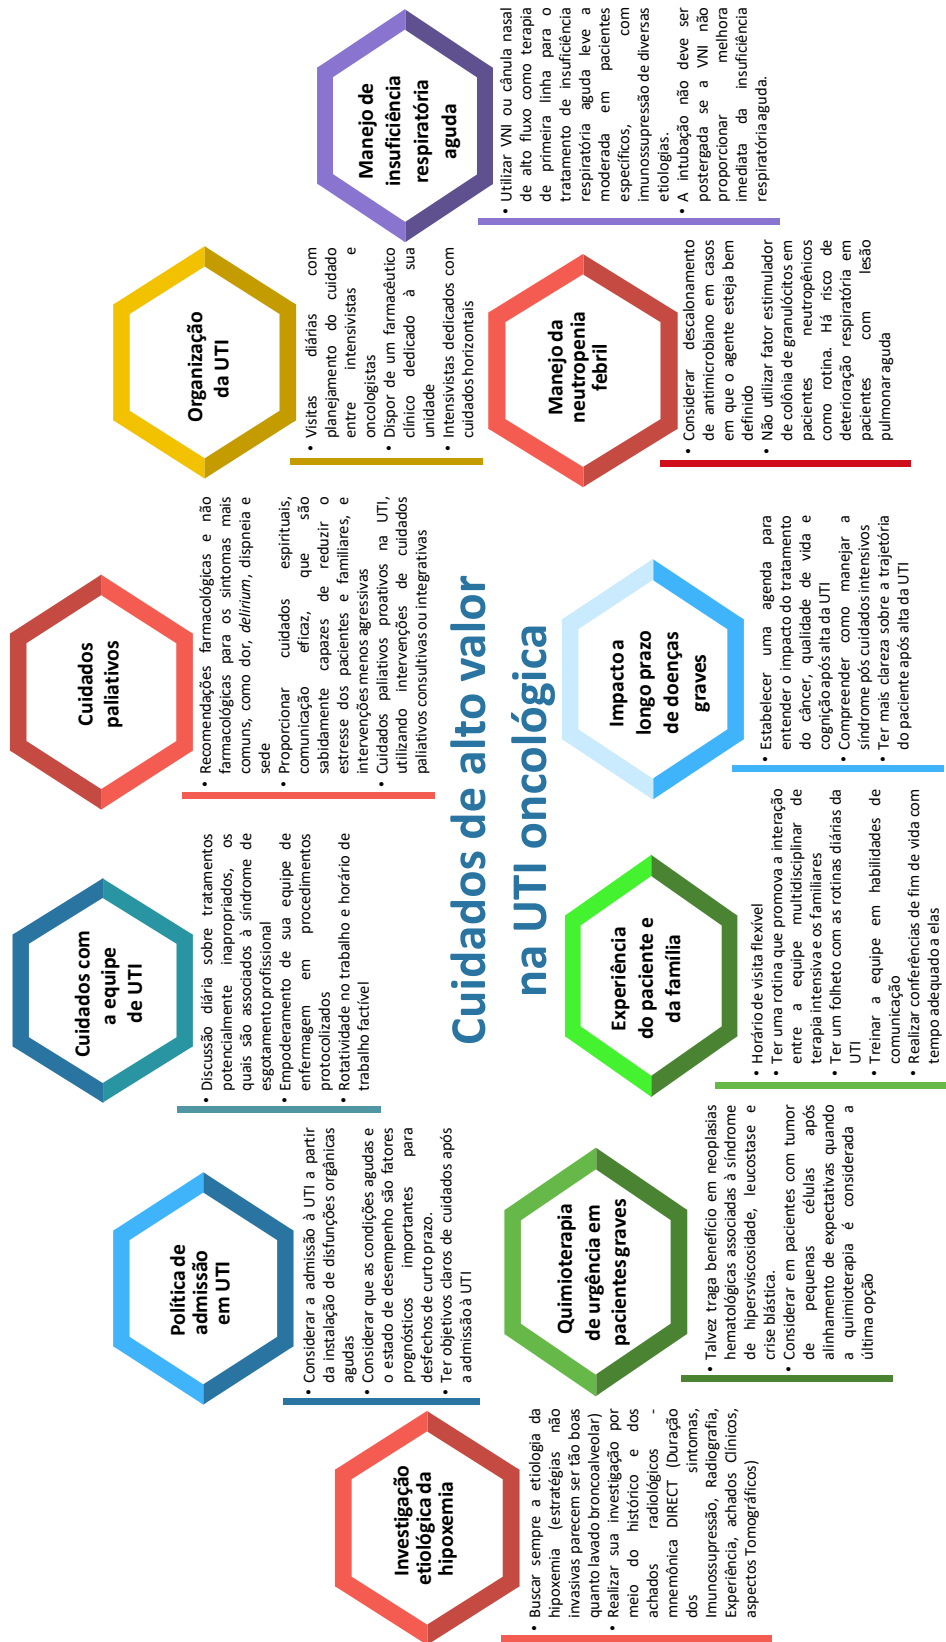 Cuidados de alto valor
na UTI oncológica
Investigação
etiológica da
hipoxemia
• Buscar sempre a etiologia da
hipoxemia (estratégias não
invasivas parecem ser tão boas
quanto lavado broncoalveolar)
• Realizar sua investigação por
meio do histórico e dos
achados radiológicos -
mnemônica DIRECT (Duração
dos sintomas,
Imunossupressão, Radiografia,
Experiência, achados Clínicos,
aspectos Tomográficos)
Política de
admissão
em UTI
• Considerar a admissão à UTI a partir
da instalação de disfunções orgânicas
agudas
• Considerar que as condições agudas e
o estado de desempenho são fatores
prognósticos importantes para
desfechos de curto prazo.
• Ter objetivos claros de cuidados após
a admissão à UTI
Cuidados com
a equipe
de UTI
• Discussão diária sobre tratamentos
potencialmente inapropriados, os
quais são associados à síndrome de
esgotamento profissional
• Empoderamento de sua equipe de
enfermagem em procedimentos
protocolizados
• Rotatividade no trabalho e horário de
trabalho factível
Cuidados
paliativos
• Recomendações farmacológicas e não
farmacológicas para os sintomas mais
comuns, como dor, delirium, dispneia e
sede
• Proporcionar cuidados espirituais,
comunicação eficaz, que são
sabidamente capazes de reduzir o
estresse dos pacientes e familiares, e
intervenções menos agressivas
• Cuidados paliativos proativos na UTI,
utilizando intervenções de cuidados
paliativos consultivas ou integrativas
Organização
da UTI
• Visitas diárias com
planejamento do cuidado
entre intensivistas e
oncologistas
• Dispor de um farmacêutico
clínico dedicado à sua
unidade
• Intensivistas dedicados com
cuidados horizontais
Manejo de
insuficiência
respiratória
aguda
• Utilizar VNI ou cânula nasal
de alto fluxo como terapia
de primeira linha para o
tratamento de insuficiência
respiratória aguda leve a
moderada em pacientes
específicos, com
imunossupressão de diversas
etiologias.
• A intubação não deve ser
postergada se a VNI não
proporcionar melhora
imediata da insuficiência
respiratória aguda.
Quimioterapia
de urgência em
pacientes graves
• Talvez traga benefício em neoplasias
hematológicas associadas à síndrome
de hipersviscosidade, leucostase e
crise blástica.
• Considerar em pacientes com tumor
de pequenas células após
alinhamento de expectativas quando
a quimioterapia é considerada a
última opção
Experiência
do paciente e
da família
• Horário de visita flexível
• Ter uma rotina que promova a interação
entre a equipe multidisciplinar de
terapia intensiva e os familiares
• Ter um folheto com as rotinas diárias da
UTI
• Treinar a equipe em habilidades de
comunicação
• Realizar conferências de fim de vida com
tempo adequado a elas
Impacto a
longo prazo
de doenças
graves
• Estabelecer uma agenda para
entender o impacto do tratamento
do câncer, qualidade de vida e
cognição após alta da UTI
• Compreender como manejar a
síndrome pós cuidados intensivos
• Ter mais clareza sobre a trajetória
do paciente após alta da UTI
Manejo da
neutropenia
febril
• Considerar descalonamento
de antimicrobiano em casos
em que o agente esteja bem
definido
• Não utilizar fator estimulador
de colônia de granulócitos em
pacientes neutropênicos
como rotina. Há risco de
deterioração respiratória em
pacientes com lesão
pulmonar aguda